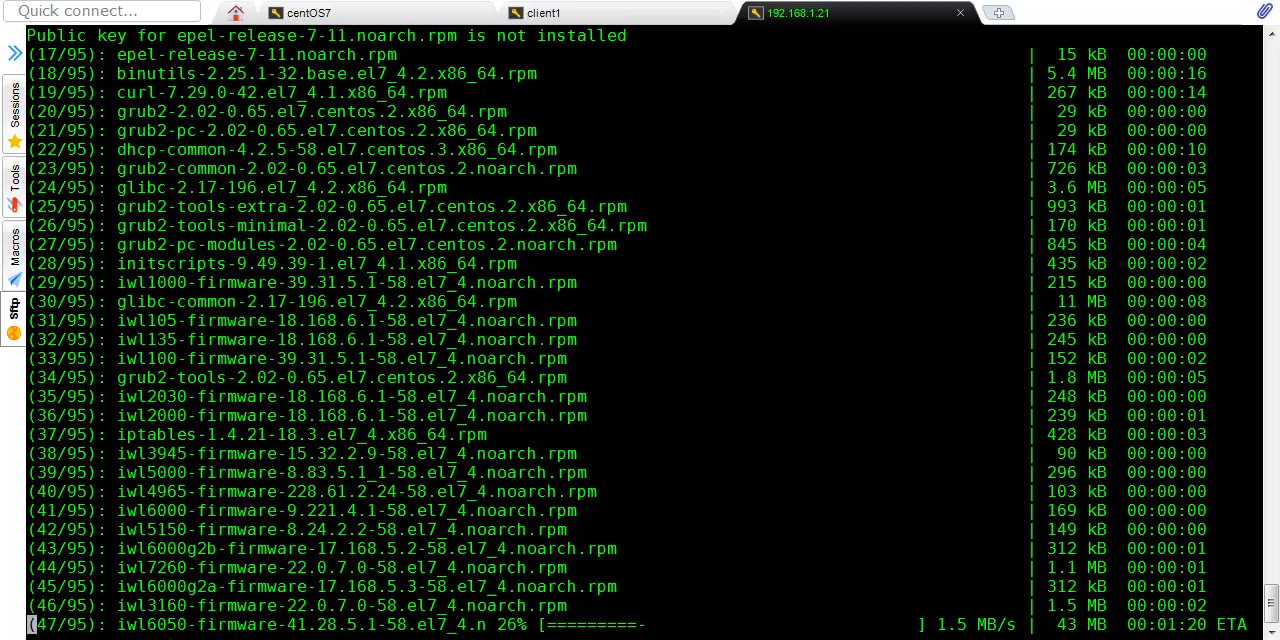 Quick connect...
centOS7
client1
192.168.1.21
Sessions
Tools
Macros
Sftp
Public key for epel-release-7-11.noarch.rpm is not installed
(17/95): epel-release-7-11.noarch.rpm | 15 kB 00:00:00
(18/95): binutils-2.25.1-32.base.el7_4.2.x86_64.rpm | 5.4 MB 00:00:16
(19/95): curl-7.29.0-42.el7_4.1.x86_64.rpm | 267 kB 00:00:14
(20/95): grub2-2.02-0.65.el7.centos.2.x86_64.rpm | 29 kB 00:00:00
(21/95): grub2-pc-2.02-0.65.el7.centos.2.x86_64.rpm | 29 kB 00:00:00
(22/95): dhcp-common-4.2.5-58.el7.centos.3.x86_64.rpm | 174 kB 00:00:10
(23/95): grub2-common-2.02-0.65.el7.centos.2.noarch.rpm | 726 kB 00:00:03
(24/95): glibc-2.17-196.el7_4.2.x86_64.rpm | 3.6 MB 00:00:05
(25/95): grub2-tools-extra-2.02-0.65.el7.centos.2.x86_64.rpm | 993 kB 00:00:01
(26/95): grub2-tools-minimal-2.02-0.65.el7.centos.2.x86_64.rpm | 170 kB 00:00:01
(27/95): grub2-pc-modules-2.02-0.65.el7.centos.2.noarch.rpm | 845 kB 00:00:04
(28/95): initscripts-9.49.39-1.el7_4.1.x86_64.rpm | 435 kB 00:00:02
(29/95): iwl1000-firmware-39.31.5.1-58.el7_4.noarch.rpm | 215 kB 00:00:00
(30/95): glibc-common-2.17-196.el7_4.2.x86_64.rpm | 11 MB 00:00:08
(31/95): iwl105-firmware-18.168.6.1-58.el7_4.noarch.rpm | 236 kB 00:00:00
(32/95): iwl135-firmware-18.168.6.1-58.el7_4.noarch.rpm | 245 kB 00:00:00
(33/95): iwl100-firmware-39.31.5.1-58.el7_4.noarch.rpm | 152 kB 00:00:02
(34/95): grub2-tools-2.02-0.65.el7.centos.2.x86_64.rpm | 1.8 MB 00:00:05
(35/95): iwl2030-firmware-18.168.6.1-58.el7_4.noarch.rpm | 248 kB 00:00:00
(36/95): iwl2000-firmware-18.168.6.1-58.el7_4.noarch.rpm | 239 kB 00:00:01
(37/95): iptables-1.4.21-18.3.el7_4.x86_64.rpm | 428 kB 00:00:03
(38/95): iwl3945-firmware-15.32.2.9-58.el7_4.noarch.rpm | 90 kB 00:00:00
(39/95): iwl5000-firmware-8.83.5.1_1-58.el7_4.noarch.rpm | 296 kB 00:00:00
(40/95): iwl4965-firmware-228.61.2.24-58.el7_4.noarch.rpm | 103 kB 00:00:00
(41/95): iwl6000-firmware-9.221.4.1-58.el7_4.noarch.rpm | 169 kB 00:00:00
(42/95): iwl5150-firmware-8.24.2.2-58.el7_4.noarch.rpm | 149 kB 00:00:00
(43/95): iwl6000g2b-firmware-17.168.5.2-58.el7_4.noarch.rpm | 312 kB 00:00:01
(44/95): iwl7260-firmware-22.0.7.0-58.el7_4.noarch.rpm | 1.1 MB 00:00:01
(45/95): iwl6000g2a-firmware-17.168.5.3-58.el7_4.noarch.rpm | 312 kB 00:00:01
(46/95): iwl3160-firmware-22.0.7.0-58.el7_4.noarch.rpm | 1.5 MB 00:00:02
(47/95): iwl6050-firmware-41.28.5.1-58.el7_4.n 26% [=========- ] 1.5 MB/s | 43 MB 00:01:20 ETA